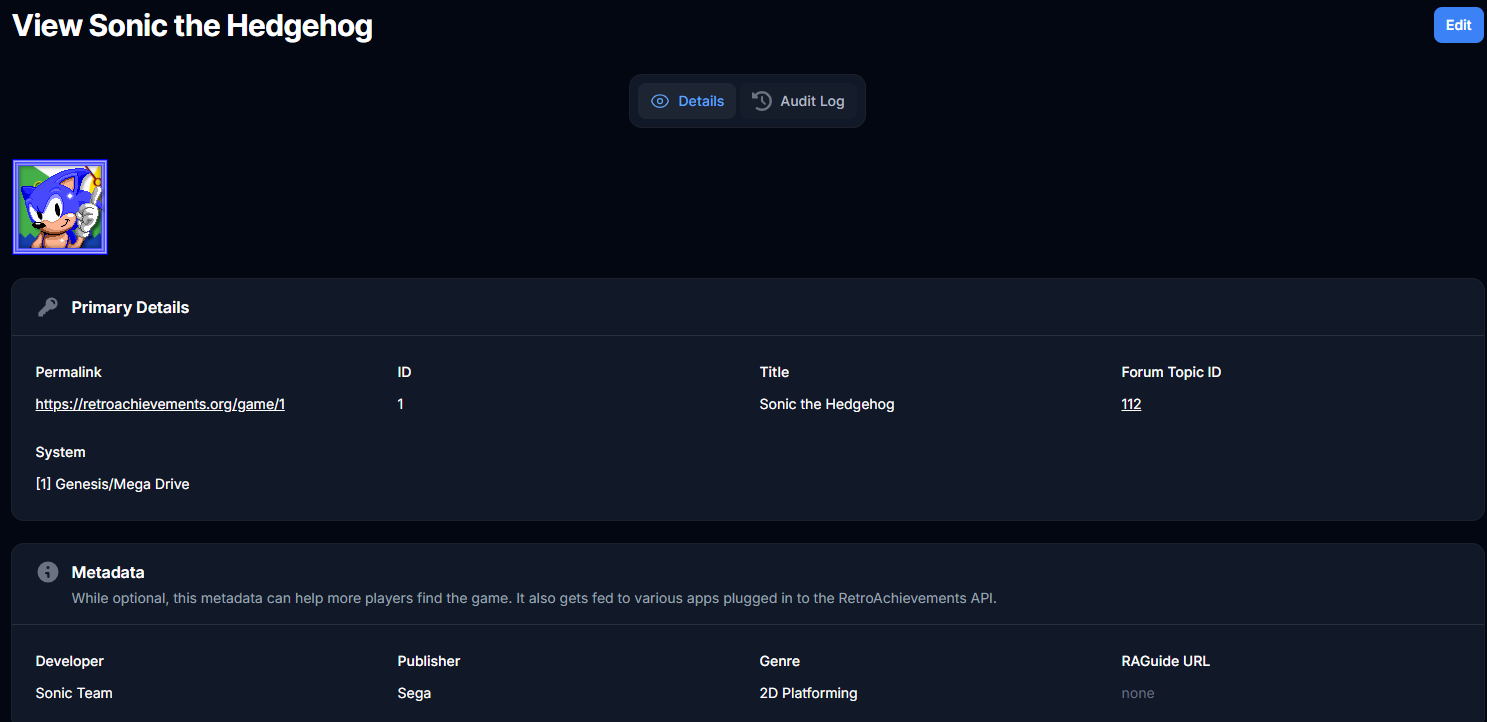 View Sonic the Hedgehog
Edit
Details
Audit Log
Primary Details
Permalink
ID
Title
Forum Topic ID
https://retroachievements.org/game/1
1
Sonic the Hedgehog
112
System
[1] Genesis/Mega Drive
Metadata
While optional, this metadata can help more players find the game. It also gets fed to various apps plugged in to the RetroAchievements API.
Developer
Publisher
Genre
RAGuide URL
Sonic Team
Sega
2D Platforming
none